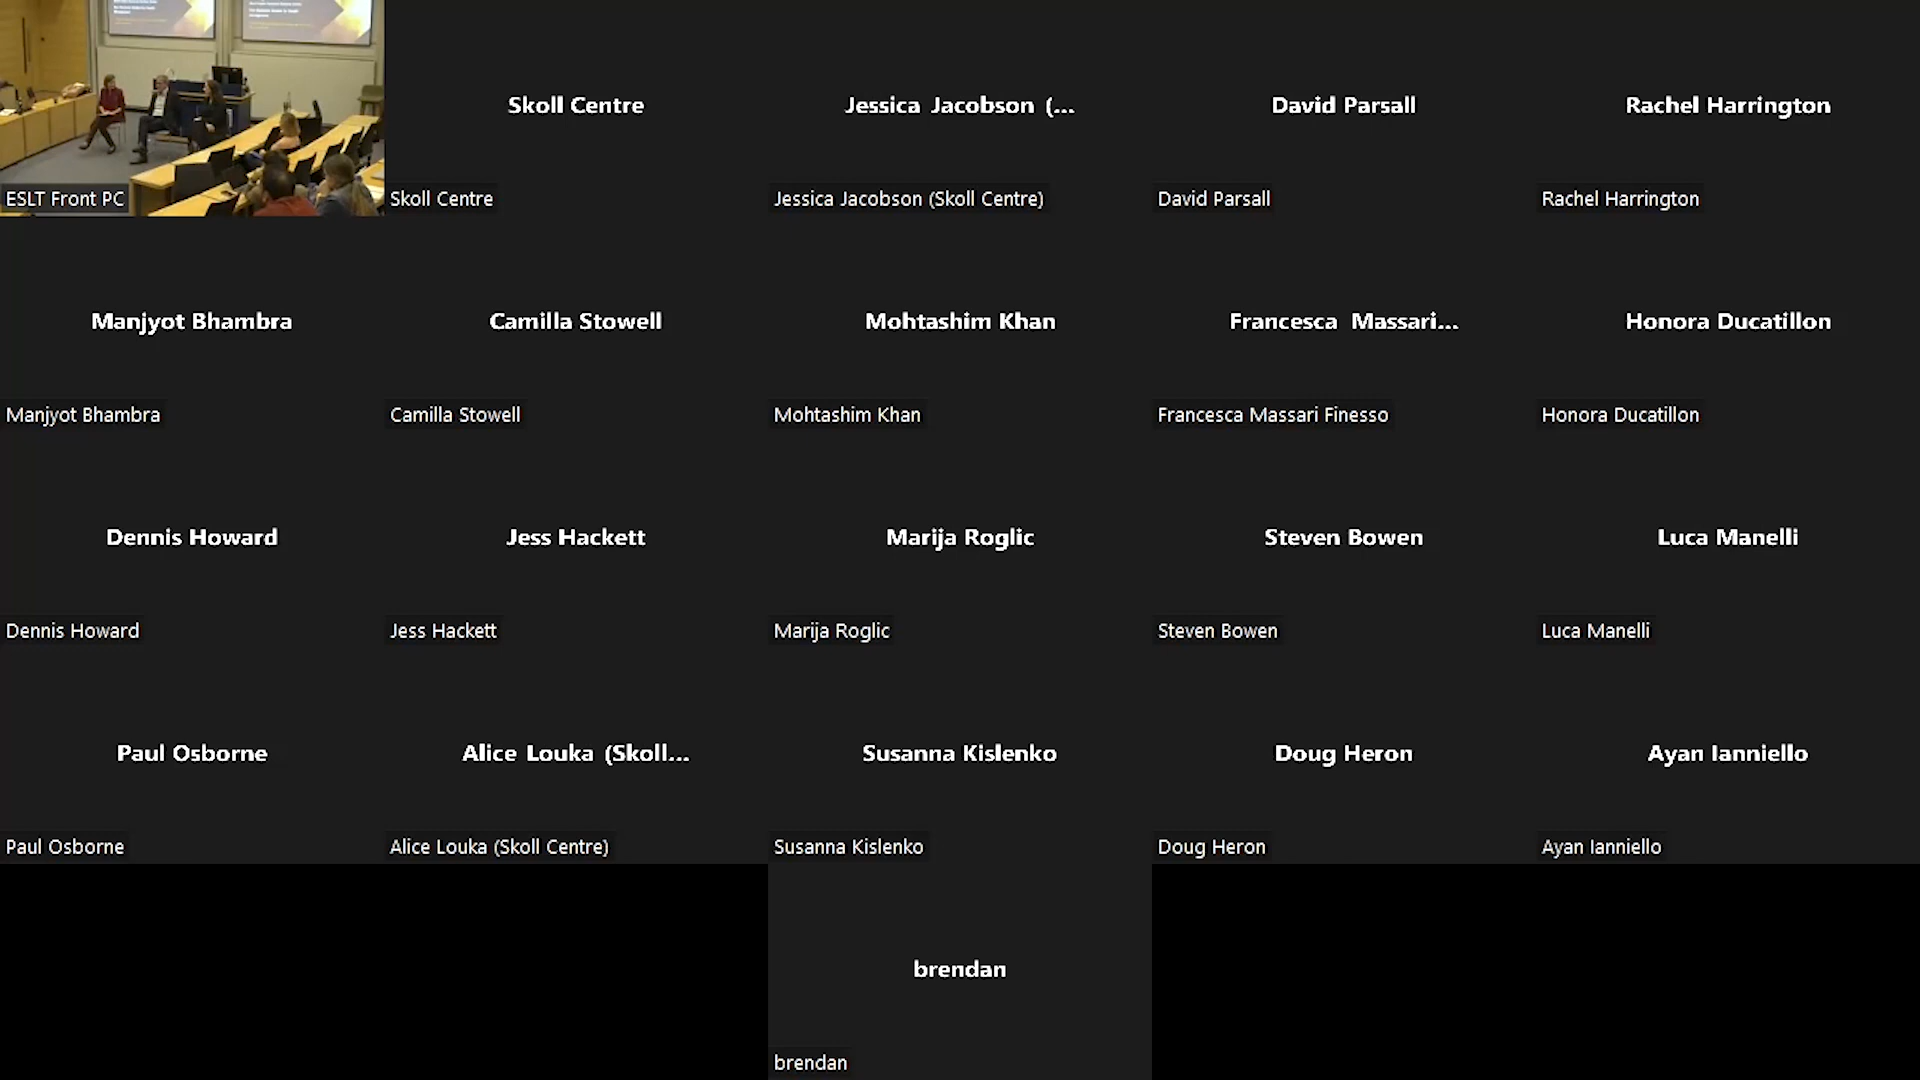 ESLT Front PC
Skoll Centre
Skoll Centre
Jessica Jacobson (...
Jessica Jacobson (Skoll Centre)
David Parsall
David Parsall
Rachel Harrington
Rachel Harrington
Manjyot Bhambra
Manjyot Bhambra
Camilla Stowell
Camilla Stowell
Mohtashim Khan
Mohtashim Khan
Francesca Massari...
Francesca Massari Finesso
Honora Ducatillon
Honora Ducatillon
Dennis Howard
Dennis Howard
Jess Hackett
Jess Hackett
Marija Roglic
Marija Roglic
Steven Bowen
Steven Bowen
Luca Manelli
Luca Manelli
Paul Osborne
Paul Osborne
Alice Louka (Skoll...
Alice Louka (Skoll Centre)
Susanna Kislenko
Susanna Kislenko
Doug Heron
Doug Heron
Ayan Ianniello
Ayan Ianniello
brendan
brendan